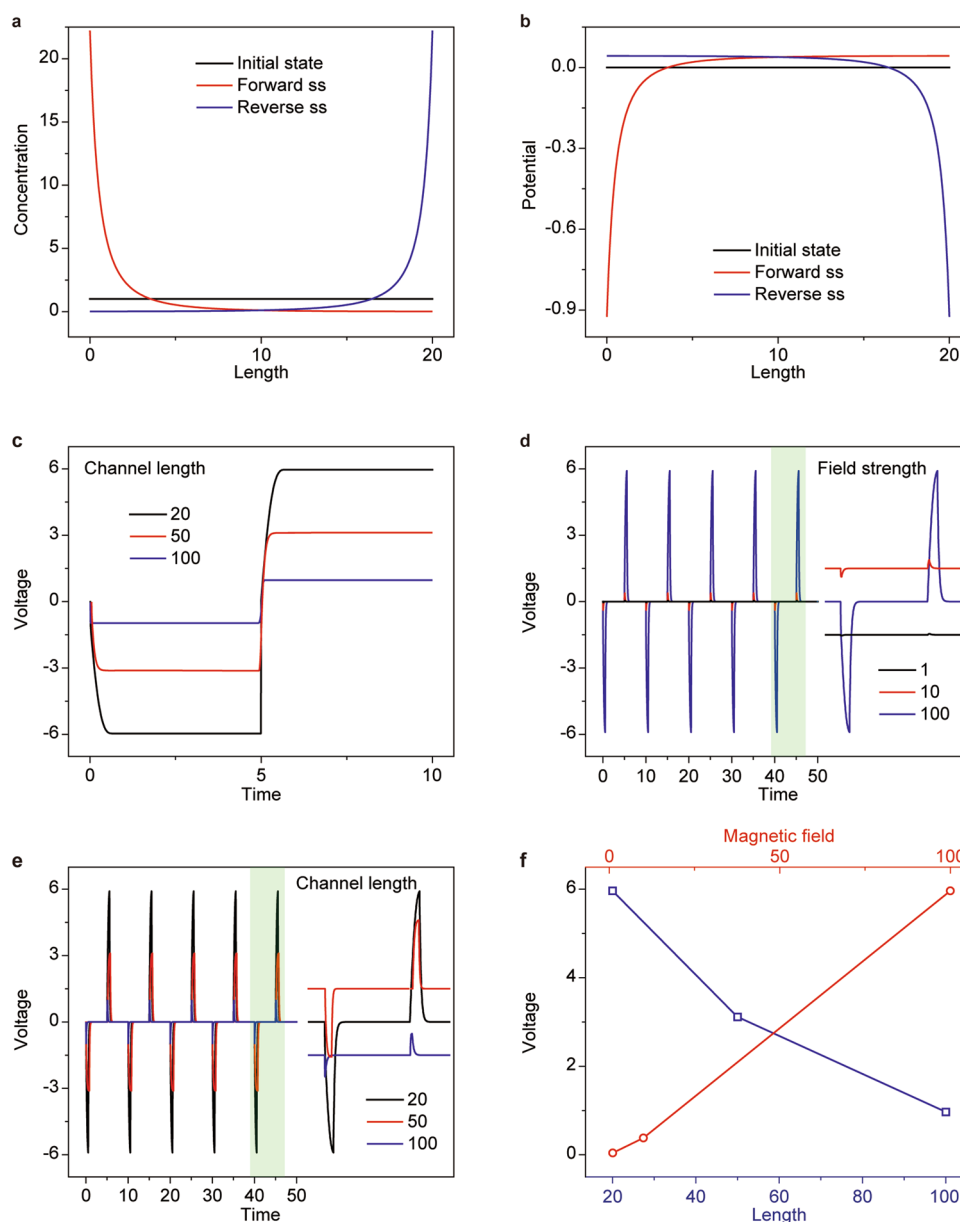 a
20
15
10
5
0
Concentration
Initial state
Forward ss
Reverse ss
0
10
20
Length
b
0.0
-0.3
-0.6
-0.9
Potential
Initial state
Forward ss
Reverse ss
0
10
20
Length
c
Channel length
20
50
100
6
3
0
-3
-6
Voltage
0
5
10
Time
d
Field strength
6
3
0
-3
-6
Voltage
1
10
100
0
10
20
30
40
50
Time
e
Channel length
6
3
0
-3
-6
Voltage
20
50
100
0
10
20
30
40
50
Time
f
Magnetic field
0
50
100
6
4
2
0
Voltage
20
40
60
80
100
Length